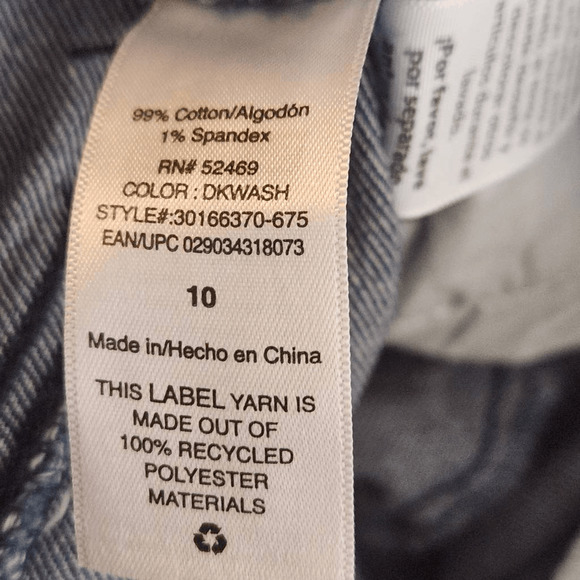 99% Cotton/Algodón
1% Spandex
RN# 52469
COLOR : DKWASH
STYLE#:30166370-675
EAN/UPC 029034318073
10
Made in/Hecho en China
THIS LABEL YARN IS
MADE OUT OF
100% RECYCLED
POLYESTER
MATERIALS
¡Por favor, lave
por separado